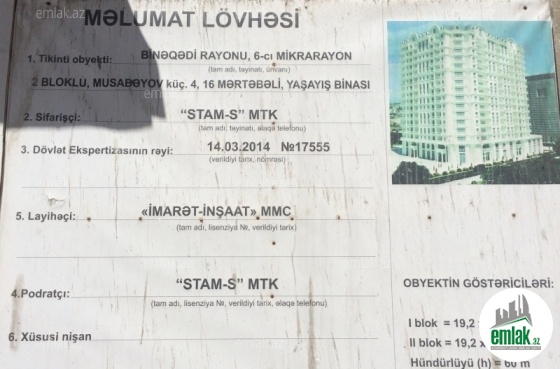 emlak.az
MƏLUMAT LÖVHƏSİ
1. Tikinti obyekti: BİNƏQƏDİ RAYONU, 6-cı MİKRARAYON
(tam adı, təyinatı, ünvanı)
2 BLOKLU, MUSABƏYOV küç. 4, 16 MƏRTƏBƏLİ, YAŞAYIŞ BİNASI
emlak
2. Sifarişçi: “STAM-S” MTK
(tam adı, təyinatı, əlaqə telefonu)
3. Dövlət Ekspertizasının rəyi: 14.03.2014 №17555
(verildiyi tarix, nömrəsi)
5. Layihəçi: «İMARƏT-İNŞAAT» MMC
(tam adı, lisenziya №, verildiyi tarix)
4.Podratçı: “STAM-S” MTK
(tam adı, lisenziya №, verildiyi tarix, əlaqə telefonu)
6. Xüsusi nişan
OBYEKTİN GÖSTƏRİCİLƏRİ:
I blok = 19,2 x
II blok = 19,2 x
Hündürlüyü (h) = 60 m
emlak.az